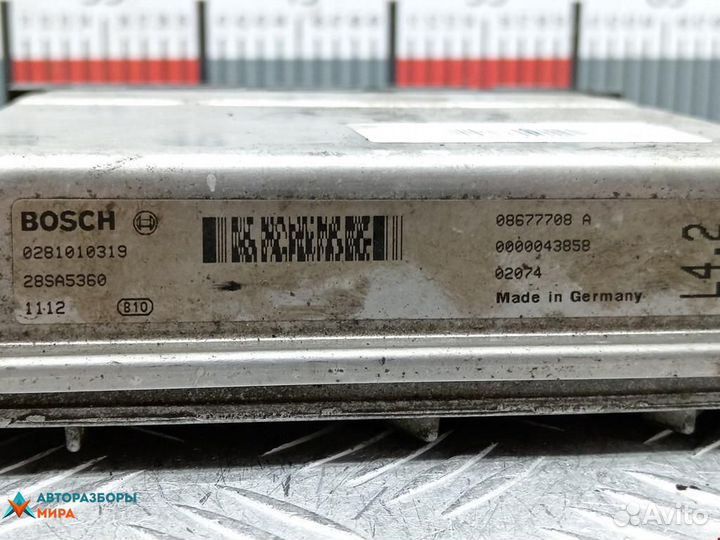 BOSCH
0281010319
28SA5360
11·12 B10
08677708 A
0000043858
02074
Made in Germany
L4.2
АВТОРАЗБОРЫ
МИРА
Avito